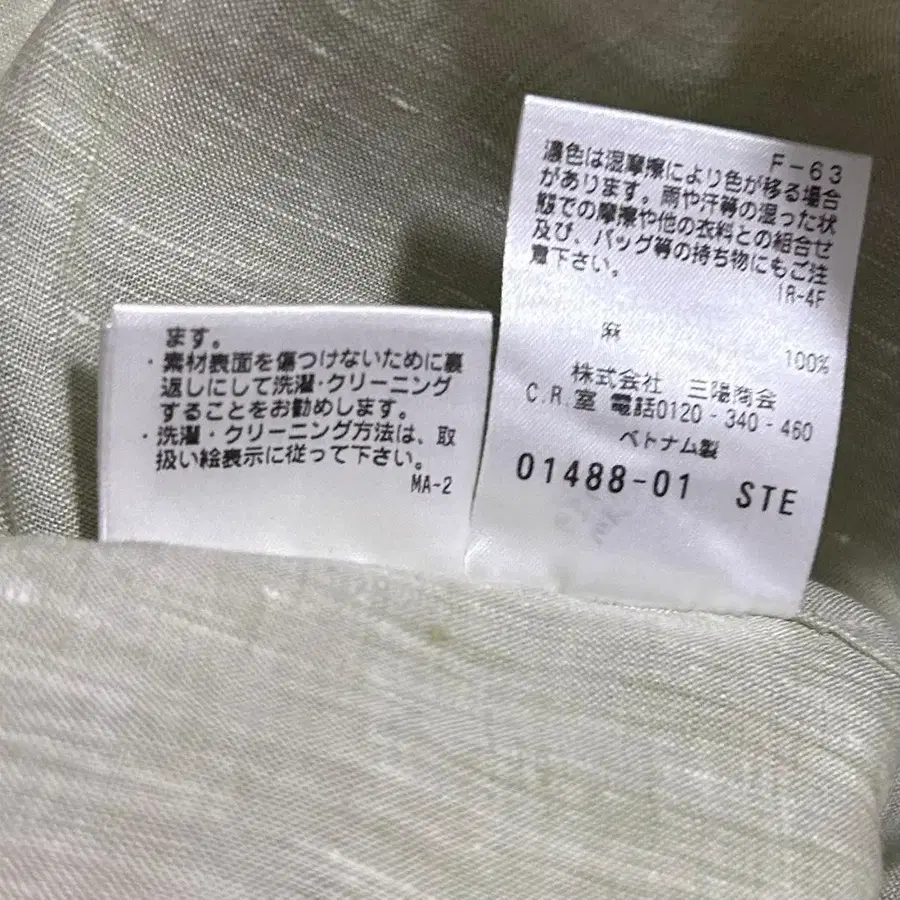 ます。
・素材表面を傷つけないために裏
返しにして洗濯・クリーニング
することをお勧めします。
・洗濯・クリーニング方法は、取
扱い絵表示に従って下さい。
MA-2
F-63
濃色は湿摩擦により色が移る場合
があります。雨や汗等の湿った状
態での摩擦や他の衣料との組合せ
及び、バッグ等の持ち物にもご注
意下さい。
IR-4F
麻 100%
株式会社 三陽商会
C.R.室 電話0120-340-460
ベトナム製
01488-01 STE